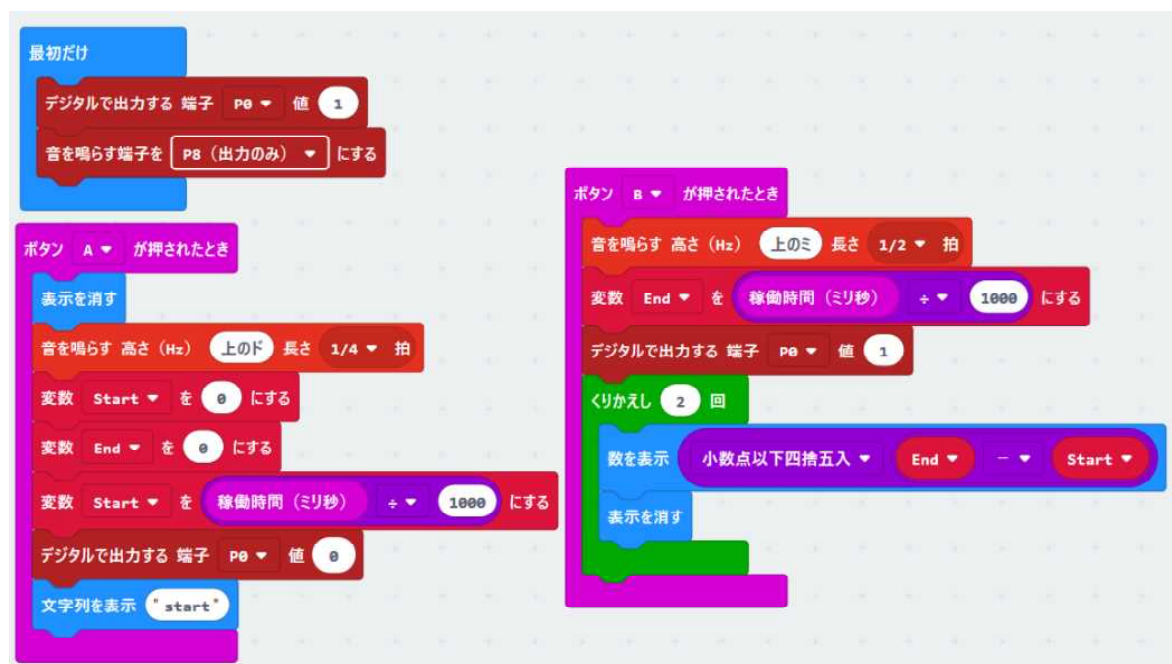 最初だけ
デジタルで出力する 端子 P0 値 1
音を鳴らす端子を P8（出力のみ） にする
ボタン A が押されたとき
表示を消す
音を鳴らす 高さ（Hz） 上のド 長さ 1/4 拍
変数 Start を 0 にする
変数 End を 0 にする
変数 Start を 稼働時間（ミリ秒） ÷ 1000 にする
デジタルで出力する 端子 P0 値 0
文字列を表示 "start"
ボタン B が押されたとき
音を鳴らす 高さ（Hz） 上のミ 長さ 1/2 拍
変数 End を 稼働時間（ミリ秒） ÷ 1000 にする
デジタルで出力する 端子 P0 値 1
くりかえし 2 回
数を表示 小数点以下四捨五入 End - Start
表示を消す